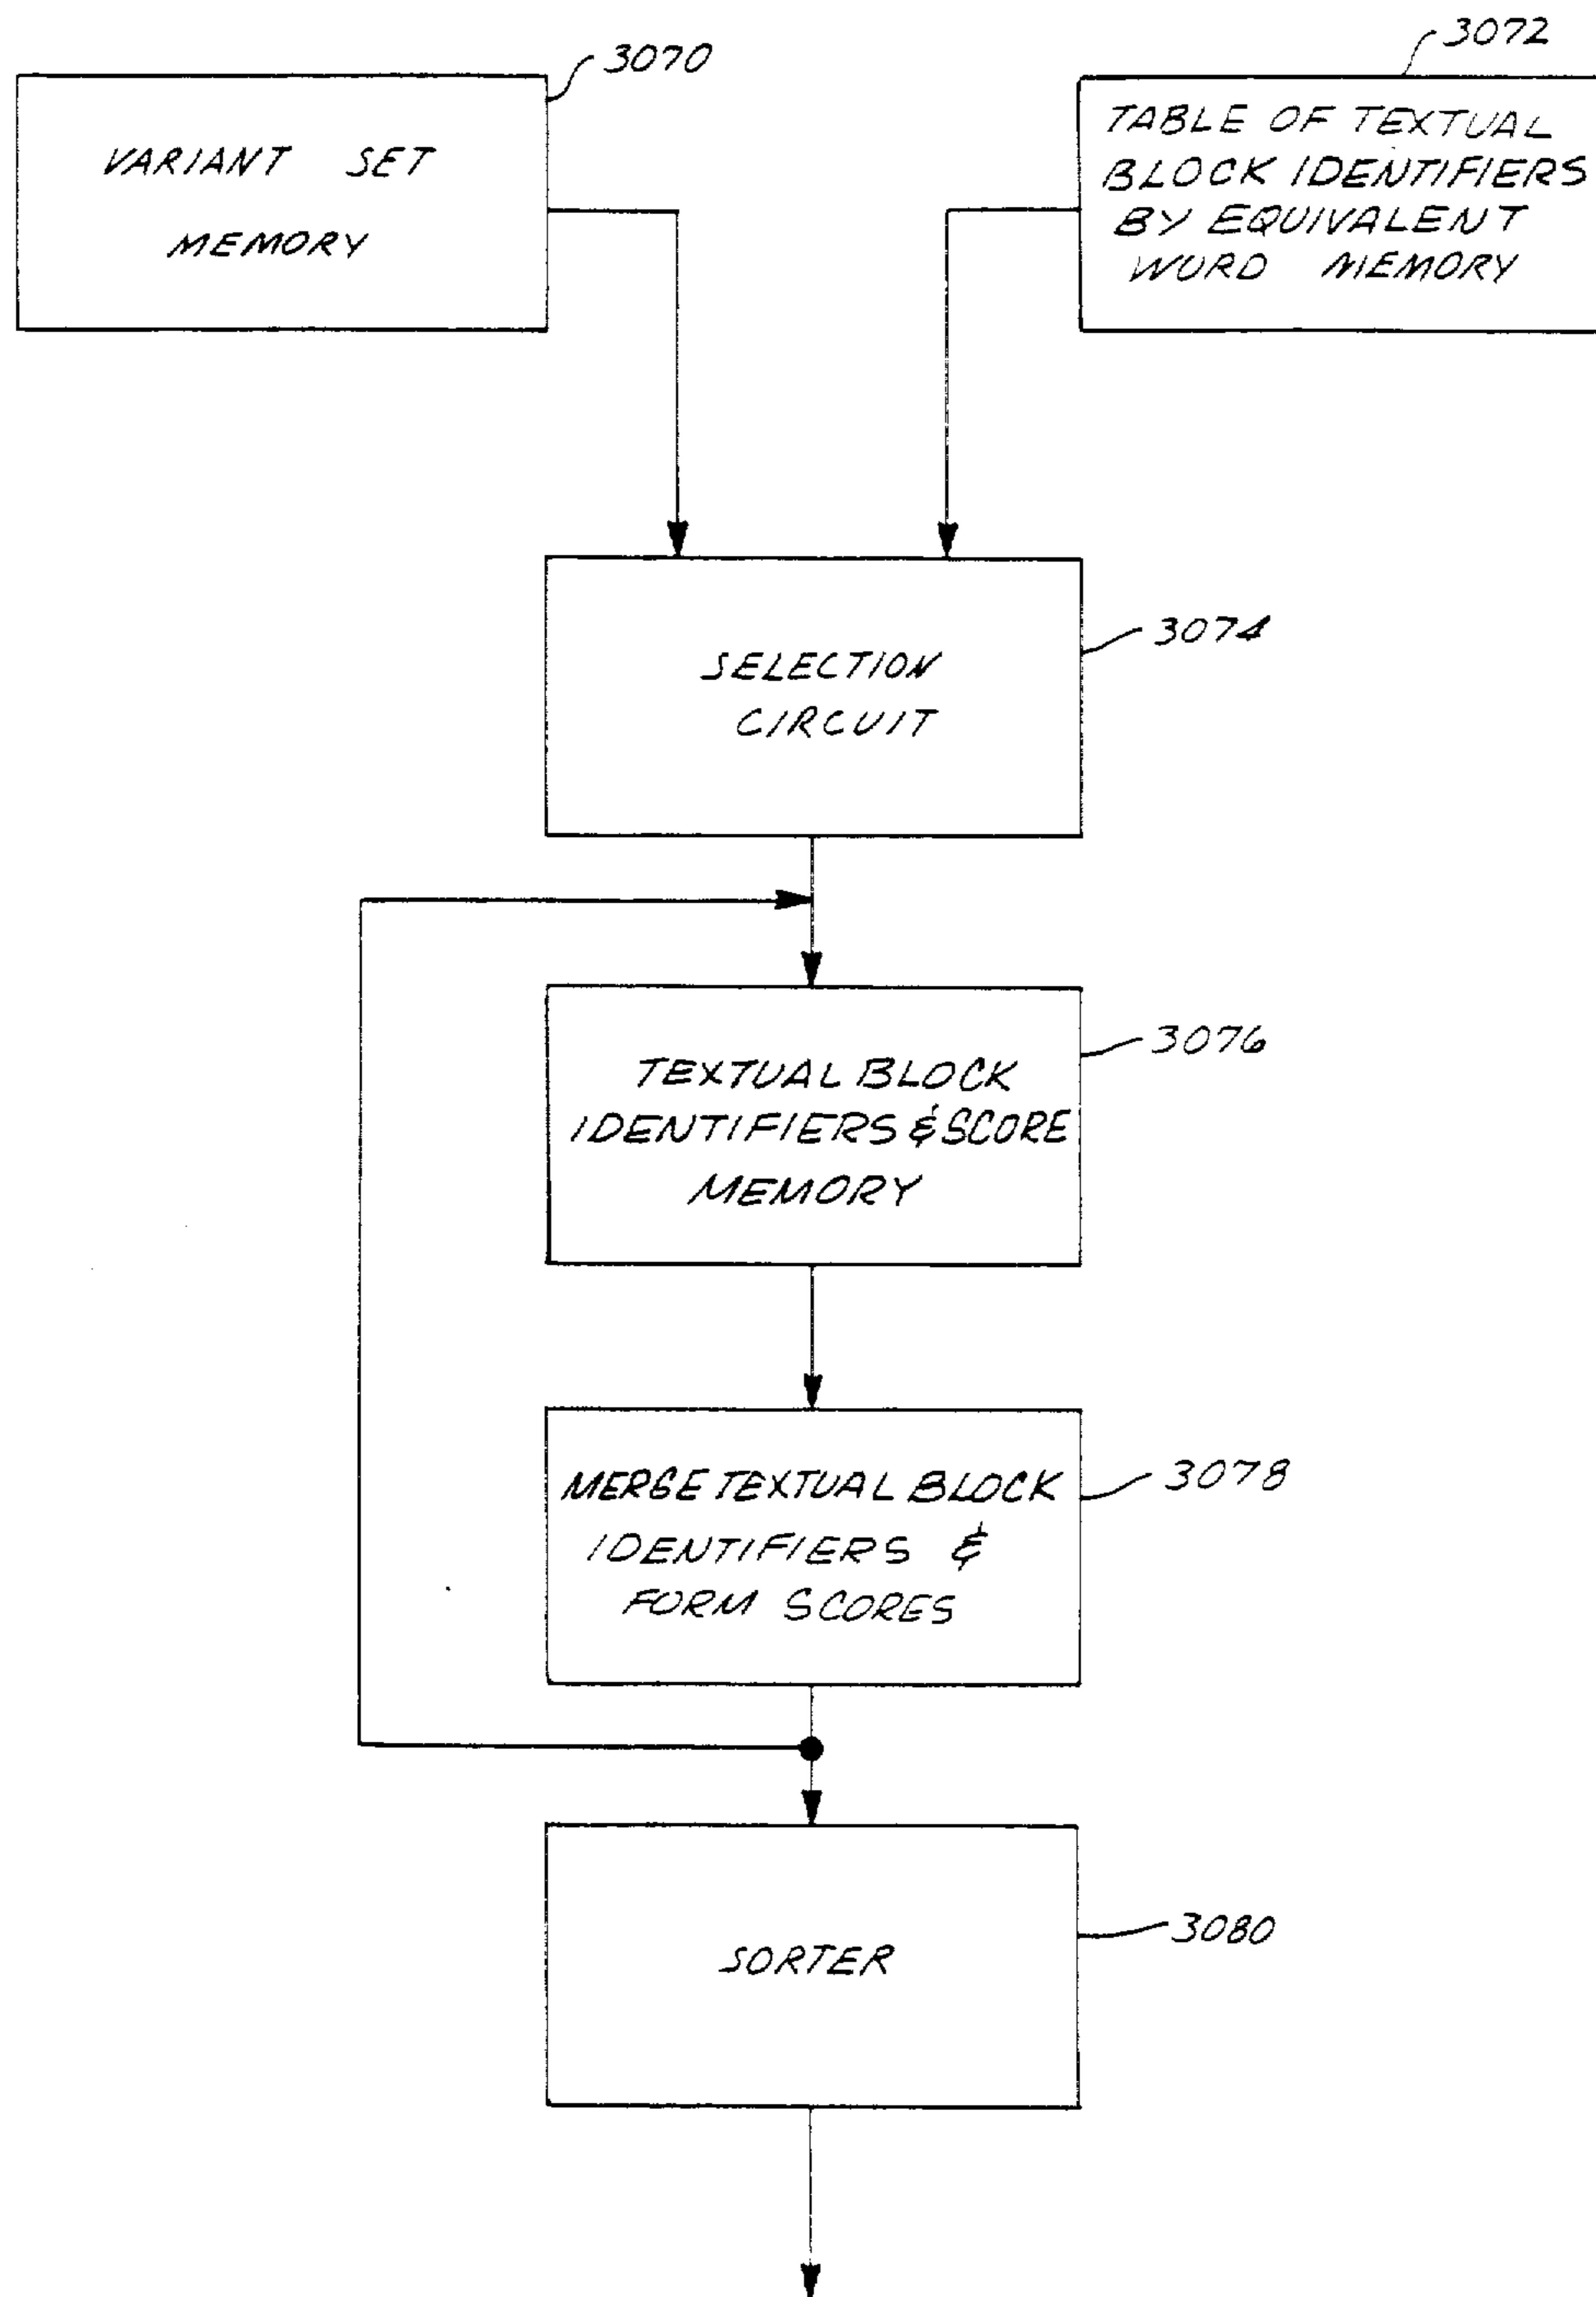 3070
3072
VARIANT SET
MEMORY
TABLE OF TEXTUAL
BLOCK IDENTIFIERS
BY EQUIVALENT
WORD MEMORY
SELECTION
CIRCUIT
3074
TEXTUAL BLOCK
IDENTIFIERS & SCORE
MEMORY
3076
MERGE TEXTUAL BLOCK
IDENTIFIERS &
FORM SCORES
3078
SORTER
3080